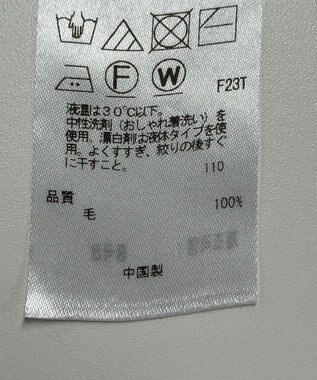 F W F23T
液温は30℃以下。
中性洗剤(おしゃれ着洗い)を
使用。漂白剤は液体タイプを使
用。よくすすぎ、絞りの後すぐ
に干すこと。
110
品質
毛 100%
中国製